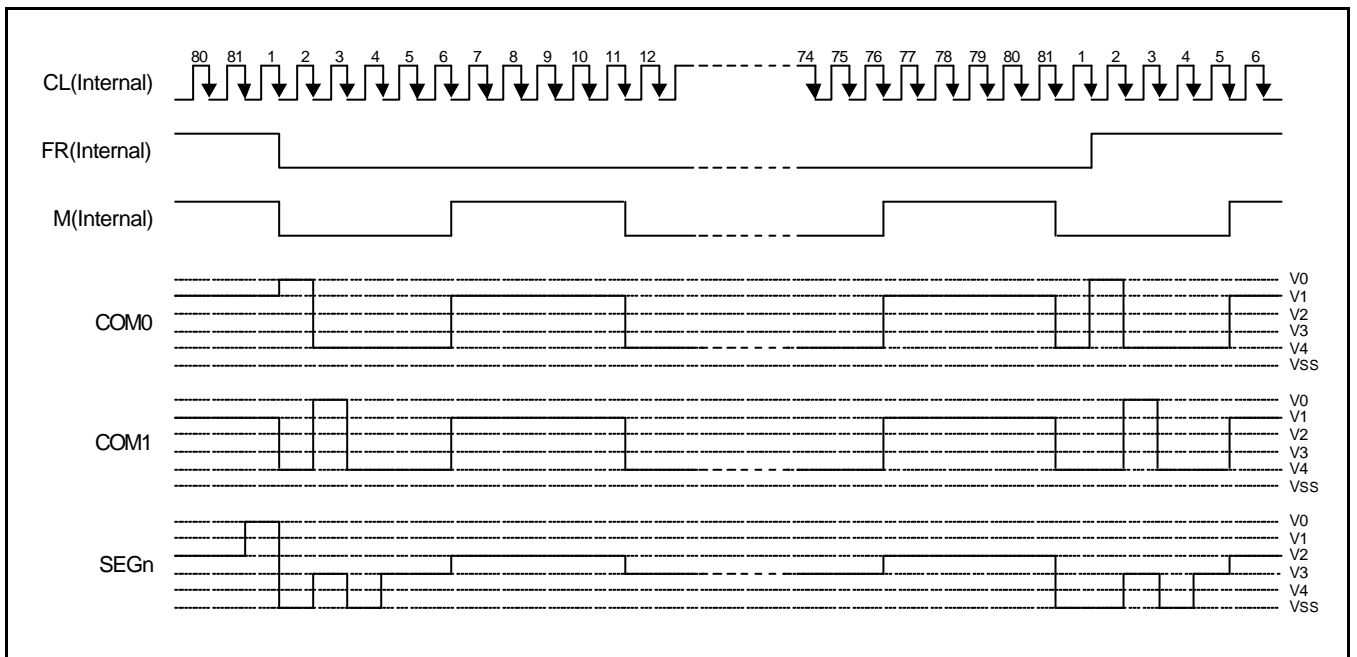 80 81 1 2 3 4 5 6 7 8 9 10 11 12 74 75 76 77 78 79 80 81 1 2 3 4 5 6
CL(Internal)
FR(Internal)
M(Internal)
COM0
V0
V1
V2
V3
V4
VSS
COM1
V0
V1
V2
V3
V4
VSS
SEGn
V0
V1
V2
V3
V4
VSS